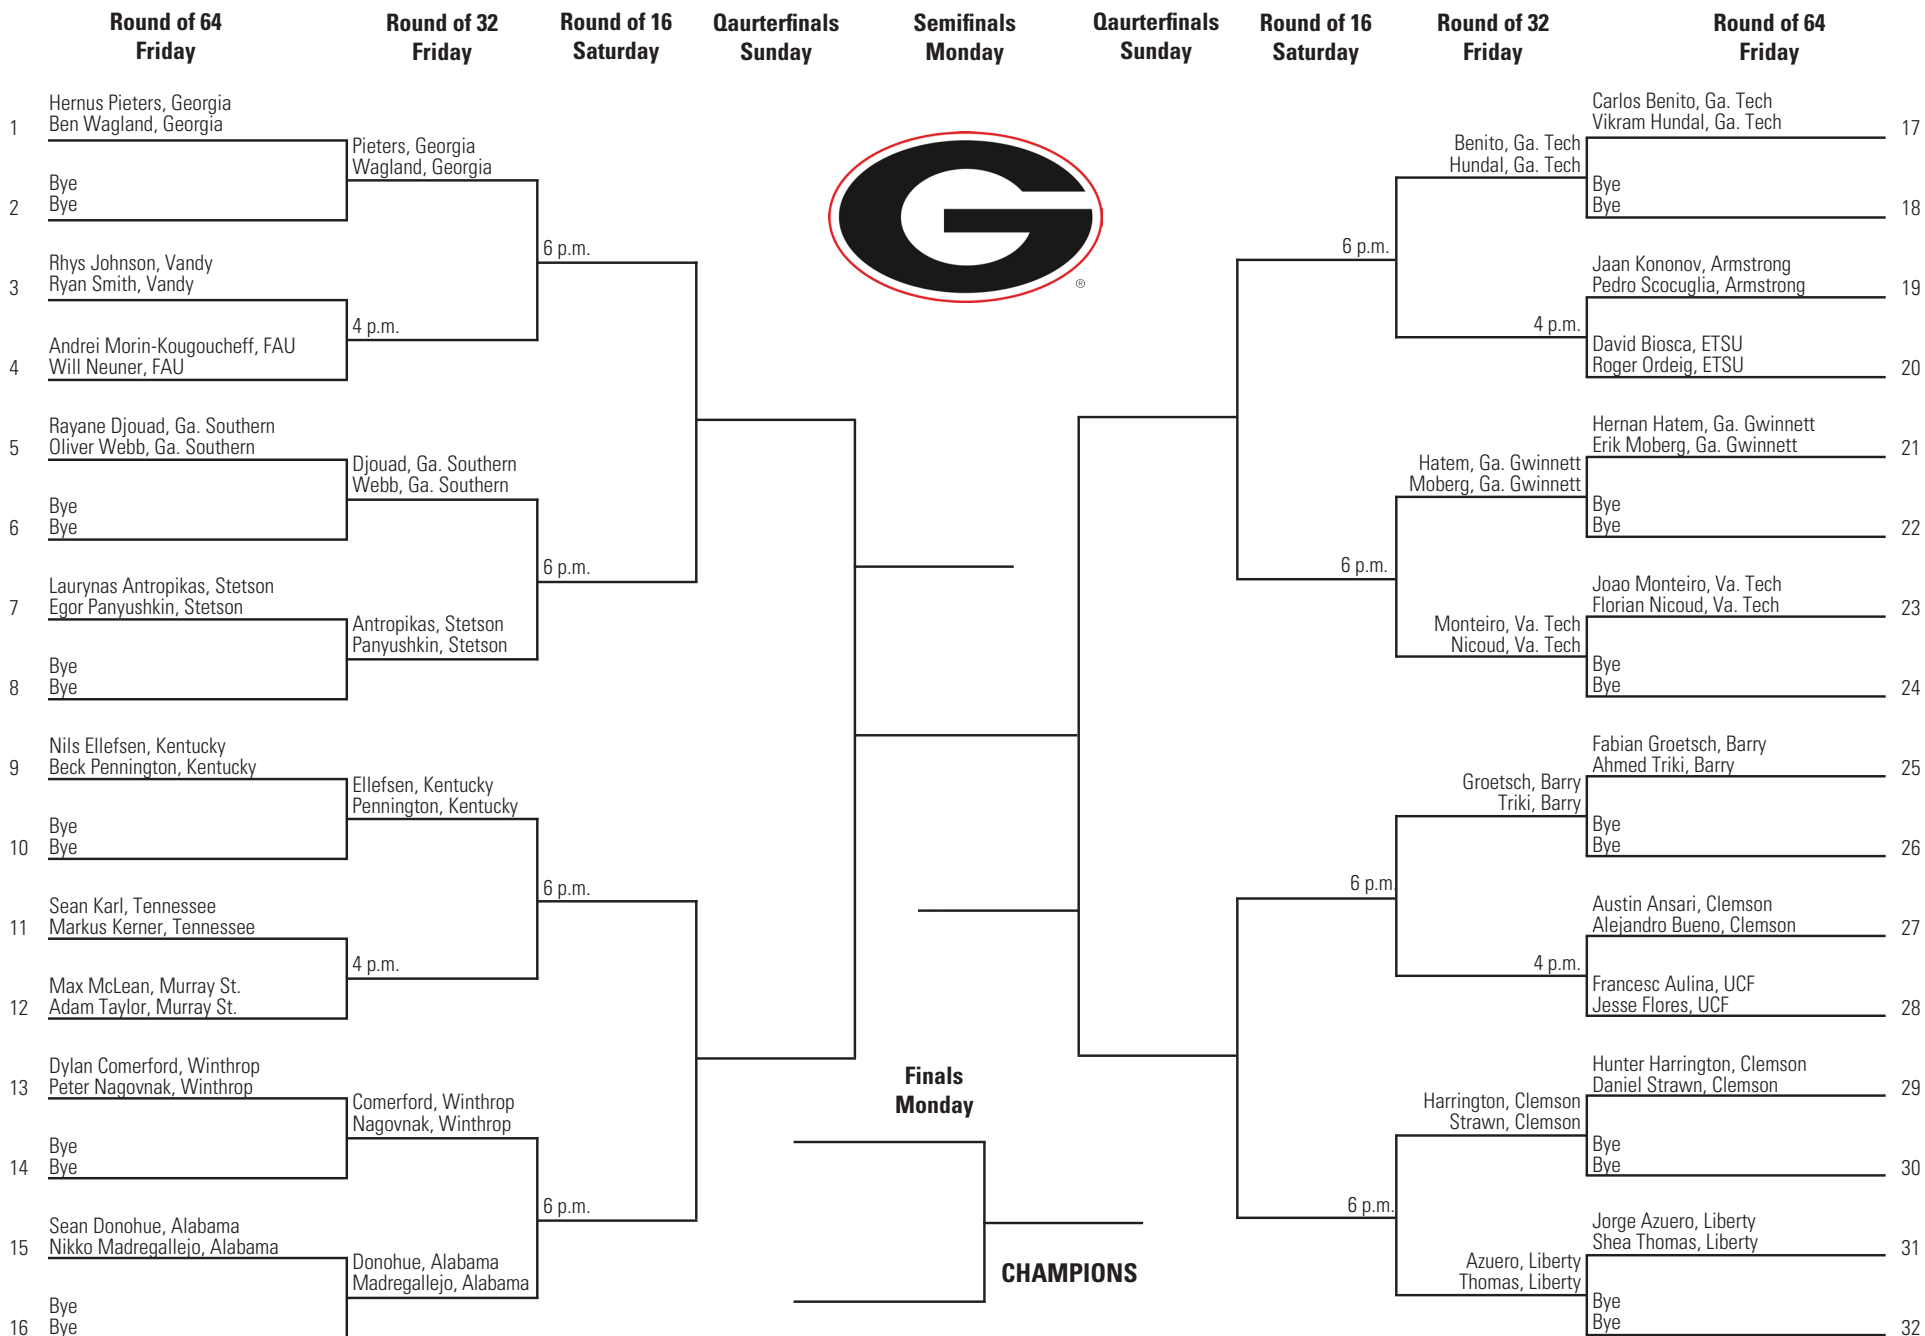 Round of 64
Friday
Round of 32
Friday
Round of 16
Saturday
Qaurterfinals
Sunday
Semifinals
Monday
Qaurterfinals
Sunday
Round of 16
Saturday
Round of 32
Friday
Round of 64
Friday
Hernus Pieters, Georgia
1 Ben Wagland, Georgia
Pieters, Georgia
Wagland, Georgia
Bye
2 Bye
6 p.m.
Rhys Johnson, Vandy
3 Ryan Smith, Vandy
4 p.m.
Andrei Morin-Kougoucheff, FAU
4 Will Neuner, FAU
Rayane Djouad, Ga. Southern
5 Oliver Webb, Ga. Southern
Djouad, Ga. Southern
Webb, Ga. Southern
Bye
6 Bye
6 p.m.
Laurynas Antropikas, Stetson
7 Egor Panyushkin, Stetson
Antropikas, Stetson
Panyushkin, Stetson
Bye
8 Bye
Nils Ellefsen, Kentucky
9 Beck Pennington, Kentucky
Ellefsen, Kentucky
Pennington, Kentucky
Bye
10 Bye
6 p.m.
Sean Karl, Tennessee
11 Markus Kerner, Tennessee
4 p.m.
Max McLean, Murray St.
12 Adam Taylor, Murray St.
Dylan Comerford, Winthrop
13 Peter Nagovnak, Winthrop
Comerford, Winthrop
Nagovnak, Winthrop
Bye
14 Bye
6 p.m.
Sean Donohue, Alabama
15 Nikko Madregallejo, Alabama
Donohue, Alabama
Madregallejo, Alabama
Bye
16 Bye
G
®
Finals
Monday
CHAMPIONS
Carlos Benito, Ga. Tech
Vikram Hundal, Ga. Tech 17
Benito, Ga. Tech
Hundal, Ga. Tech
Bye
Bye 18
6 p.m.
Jaan Kononov, Armstrong
Pedro Scocuglia, Armstrong 19
4 p.m.
David Biosca, ETSU
Roger Ordeig, ETSU 20
Hernan Hatem, Ga. Gwinnett
Erik Moberg, Ga. Gwinnett 21
Hatem, Ga. Gwinnett
Moberg, Ga. Gwinnett
Bye
Bye 22
6 p.m.
Joao Monteiro, Va. Tech
Florian Nicoud, Va. Tech 23
Monteiro, Va. Tech
Nicoud, Va. Tech
Bye
Bye 24
Fabian Groetsch, Barry
Ahmed Triki, Barry 25
Groetsch, Barry
Triki, Barry
Bye
Bye 26
6 p.m.
Austin Ansari, Clemson
Alejandro Bueno, Clemson 27
4 p.m.
Francesc Aulina, UCF
Jesse Flores, UCF 28
Hunter Harrington, Clemson
Daniel Strawn, Clemson 29
Harrington, Clemson
Strawn, Clemson
Bye
Bye 30
6 p.m.
Jorge Azuero, Liberty
Shea Thomas, Liberty 31
Azuero, Liberty
Thomas, Liberty
Bye
Bye 32